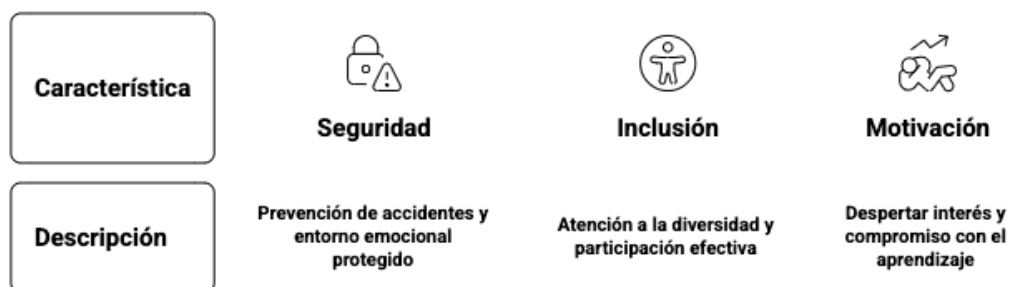 Característica
Seguridad
Inclusión
Motivación
Descripción
Prevención de accidentes y
entorno emocional
protegido
Atención a la diversidad y
participación efectiva
Despertar interés y
compromiso con el
aprendizaje